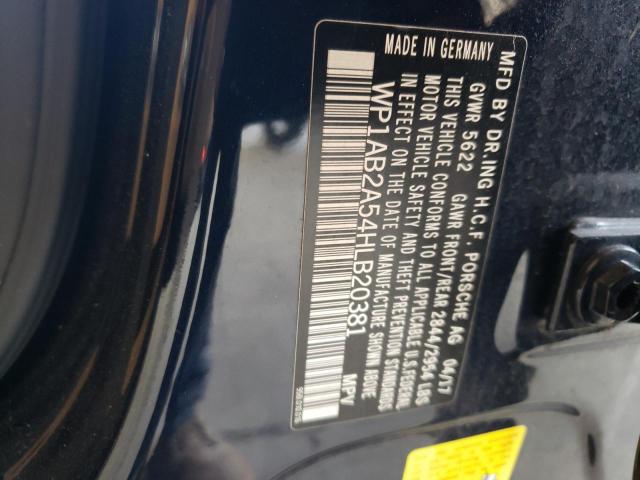 MFD BY DR.ING H.C.F. PORSCHE AG 04/17
GVWR 5622 GAWR FRONT/REAR 2844/2954 LBS
THIS VEHICLE CONFORMS TO ALL APPLICABLE U.S.FEDERAL
MOTOR VEHICLE SAFETY AND THEFT PREVENTION STANDARDS
IN EFFECT ON THE DATE OF MANUFACTURE SHOWN ABOVE
WP1AB2A54HLB20381 MPV
MADE IN GERMANY